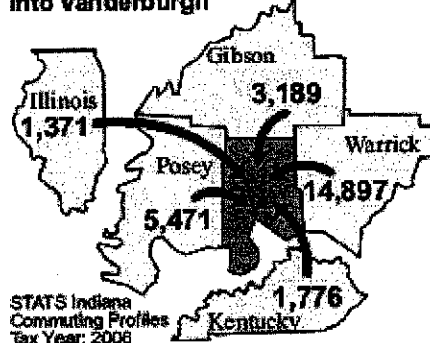 into Vanderburgh
Gibson
3,189
Illinois
1,371
Warrick
14,897
Posey
5,471
1,776
Kentucky
STATS Indiana
Commuting Profiles
Tax Year: 2006